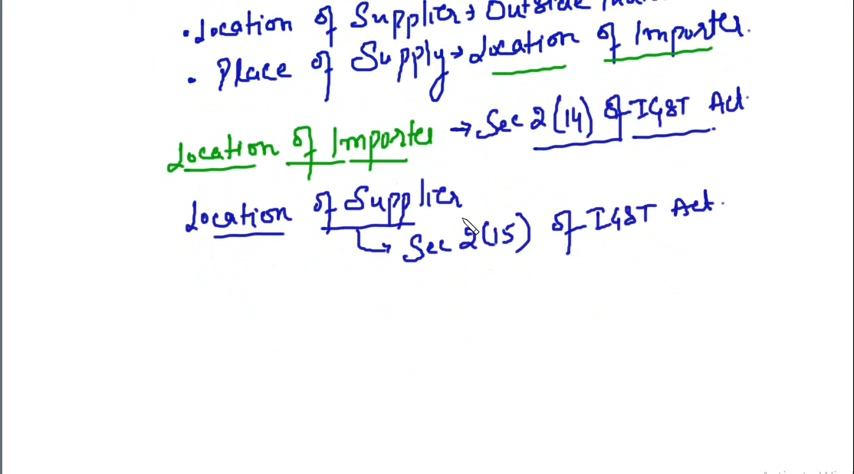 • Location of Supplier → Outside
• Place of Supply → Location of Importer.
Location of Importer → Sec 2(14) of IGST Act.
Location of Supplier
→ Sec 2(15) of IGST Act.